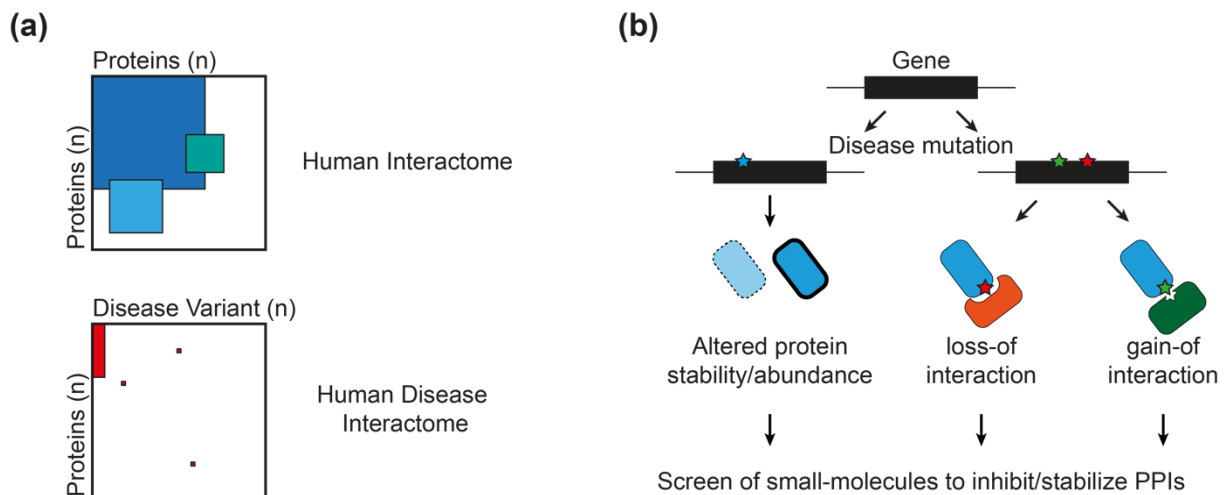 (a)
Proteins (n)
Proteins (n)
Human Interactome
Disease Variant (n)
Proteins (n)
Human Disease
Interactome
(b)
Gene
Disease mutation
Altered protein
stability/abundance
loss-of
interaction
gain-of
interaction
Screen of small-molecules to inhibit/stabilize PPIs